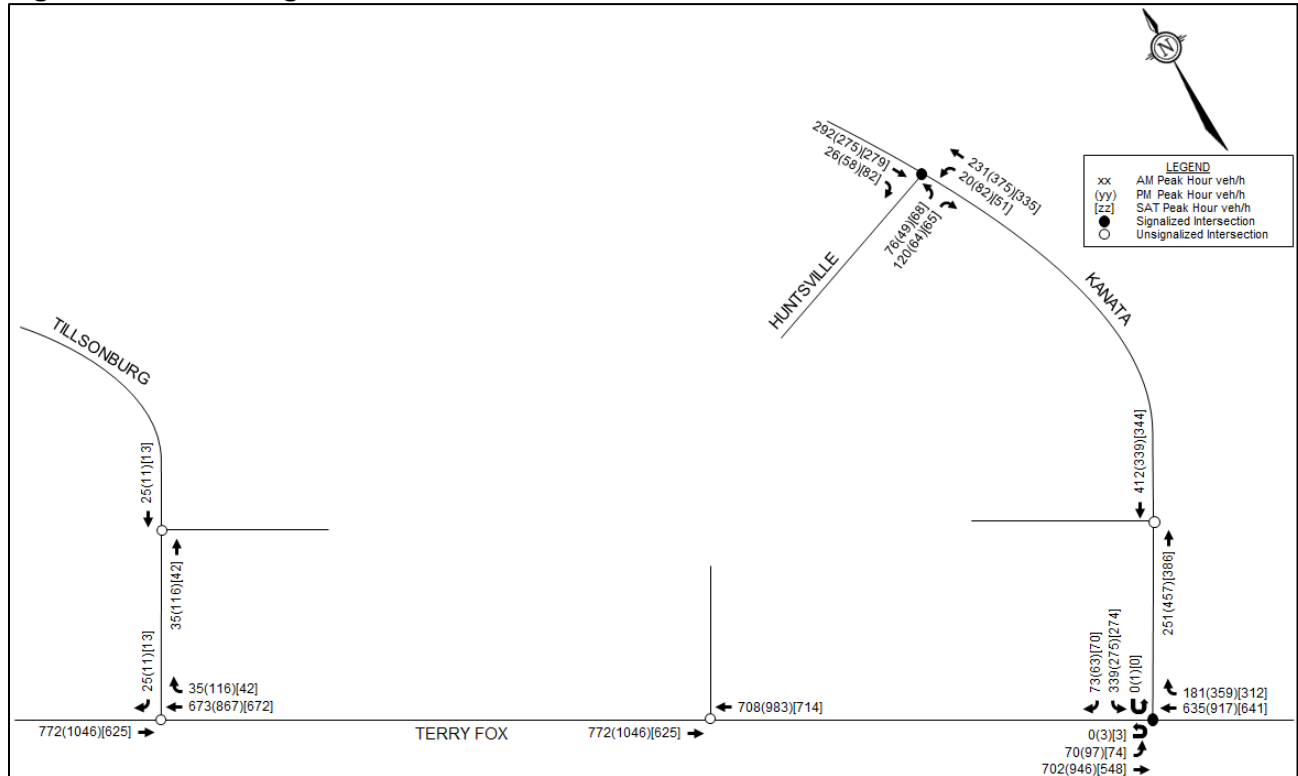 N
LEGEND
xx AM Peak Hour veh/h
(yy) PM Peak Hour veh/h
[zz] SAT Peak Hour veh/h
Signalized Intersection
Unsignalized Intersection
292(275)[279]
26(58)[82]
231(375)[335]
20(82)[51]
76(49)[68]
120(64)[65]
HUNTSVILLE
KANATA
TILLSONBURG
25(11)[13]
35(116)[42]
412(339)[344]
251(457)[386]
25(11)[13]
35(116)[42]
673(867)[672]
772(1046)[625]
TERRY FOX
772(1046)[625]
708(983)[714]
73(63)[70]
339(275)[274]
0(1)[0]
181(359)[312]
635(917)[641]
0(3)[3]
70(97)[74]
702(946)[548]